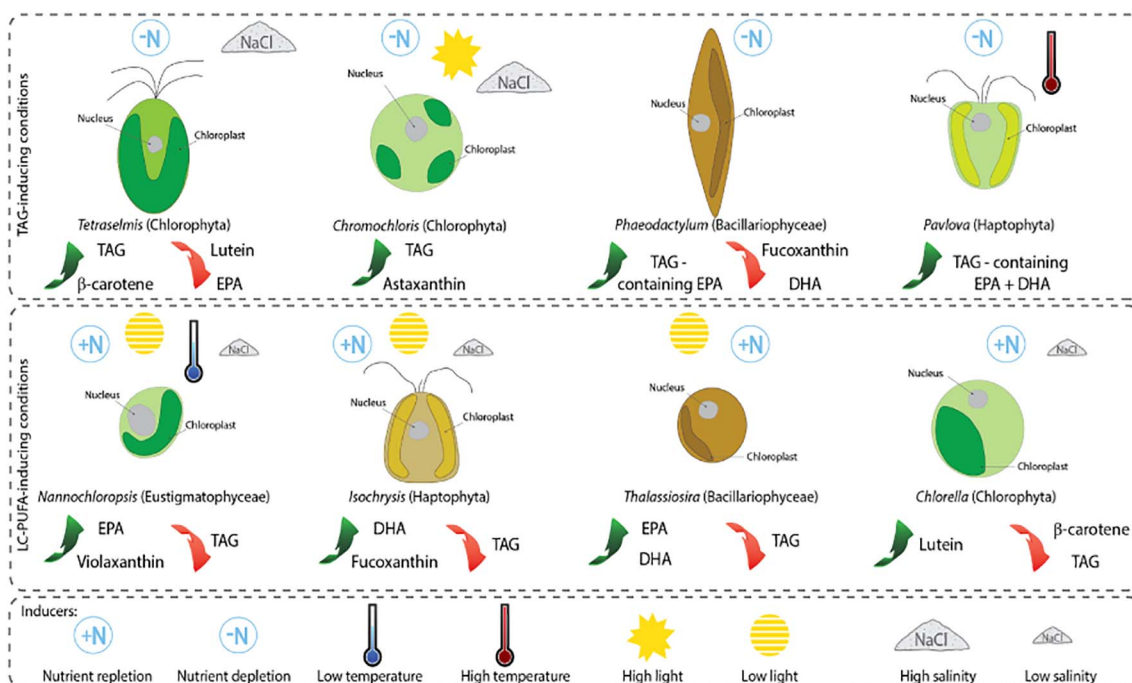 TAG-inducing conditions
-N
NaCl
Nucleus
Chloroplast
Tetraselmis (Chlorophyta)
TAG
β-carotene
Lutein
EPA
-N
NaCl
Nucleus
Chloroplast
Chromochloris (Chlorophyta)
TAG
Astaxanthin
-N
Nucleus
Chloroplast
Phaeodactylum (Bacillariophyceae)
TAG -
containing EPA
Fucoxanthin
DHA
-N
Nucleus
Chloroplast
Pavlova (Haptophyta)
TAG - containing
EPA + DHA
LC-PUFA-inducing conditions
+N
NaCl
Nucleus
Chloroplast
Nannochloropsis (Eustigmatophyceae)
EPA
Violaxanthin
TAG
+N
NaCl
Nucleus
Chloroplast
Isochrysis (Haptophyta)
DHA
Fucoxanthin
TAG
+N
Nucleus
Chloroplast
Thalassiosira (Bacillariophyceae)
EPA
DHA
TAG
+N
NaCl
Nucleus
Chloroplast
Chlorella (Chlorophyta)
Lutein
β-carotene
TAG
Inducers:
+N
Nutrient repletion
-N
Nutrient depletion
Low temperature
High temperature
High light
Low light
NaCl
High salinity
NaCl
Low salinity